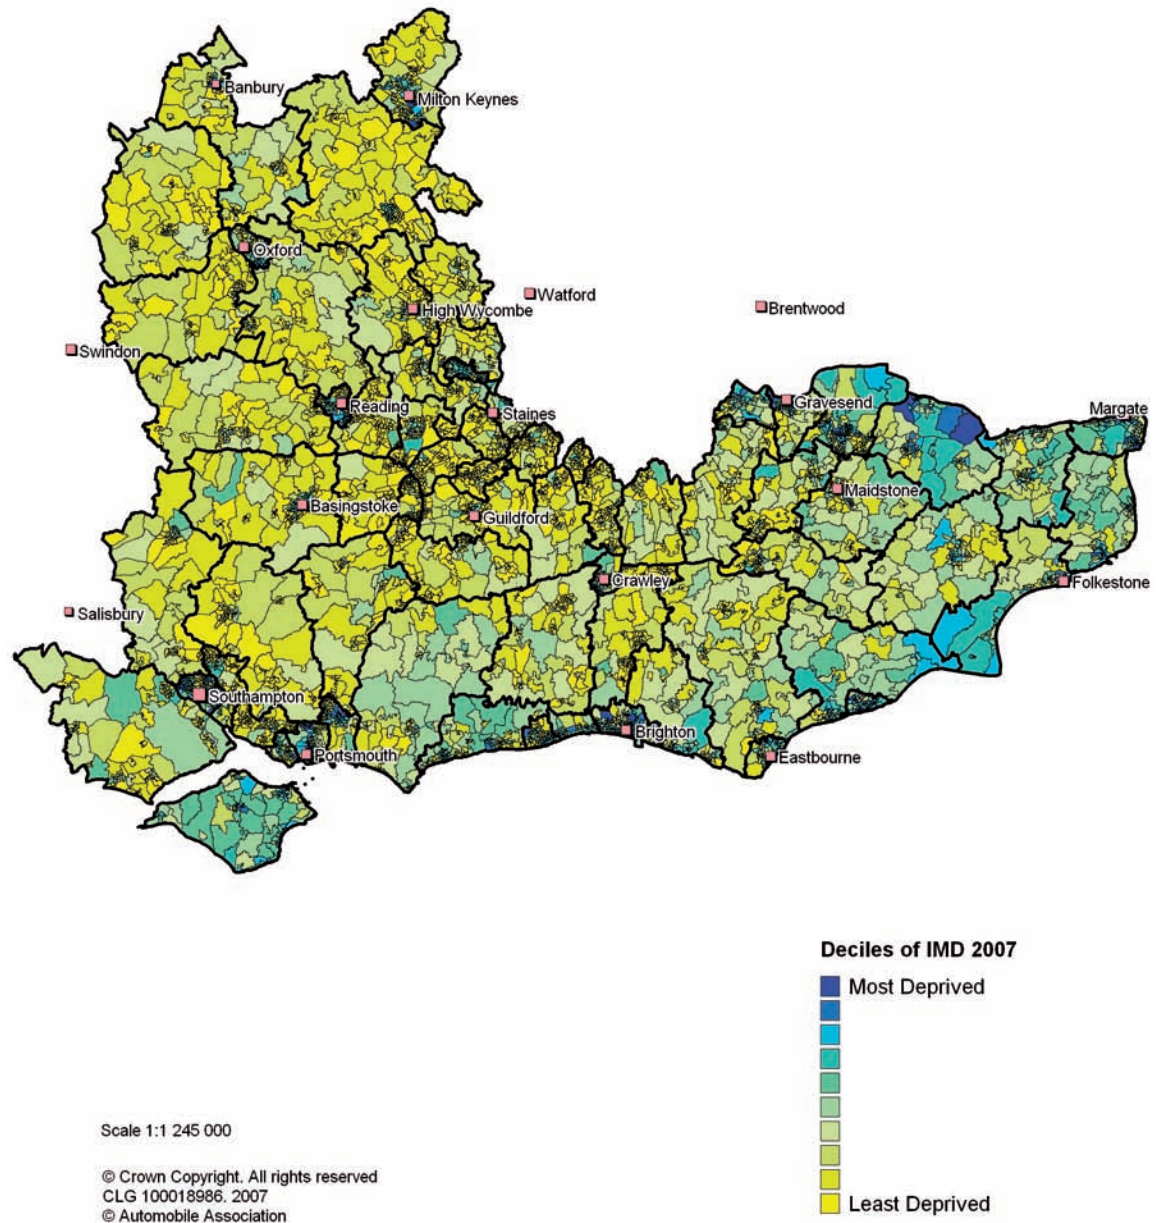 Banbury
Milton Keynes
Oxford
Watford
High Wycombe
Brentwood
Swindon
Reading
Staines
Gravesend
Margate
Maidstone
Basingstoke
Guildford
Crawley
Folkestone
Salisbury
Southampton
Brighton
Portsmouth
Eastbourne
Deciles of IMD 2007
Most Deprived
Least Deprived
Scale 1:1 245 000
© Crown Copyright. All rights reserved
CLG 100018986. 2007
© Automobile Association